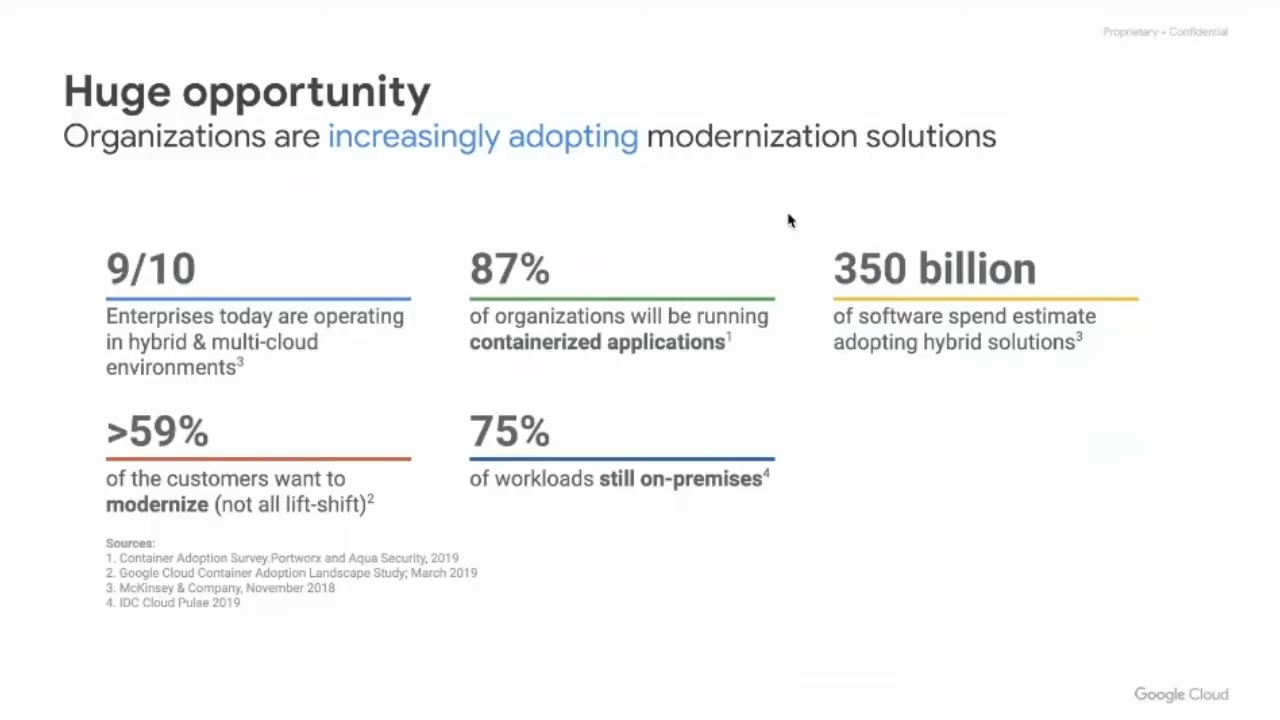 Proprietary + Confidential
Huge opportunity
Organizations are increasingly adopting modernization solutions
9/10
Enterprises today are operating
in hybrid & multi-cloud
environments³
87%
of organizations will be running
containerized applications¹
350 billion
of software spend estimate
adopting hybrid solutions³
>59%
of the customers want to
modernize (not all lift-shift)²
75%
of workloads still on-premises⁴
Sources:
1. Container Adoption Survey.Portworx and Aqua Security, 2019
2. Google Cloud Container Adoption Landscape Study; March 2019
3. McKinsey & Company, November 2018
4. IDC Cloud Pulse 2019
Google Cloud